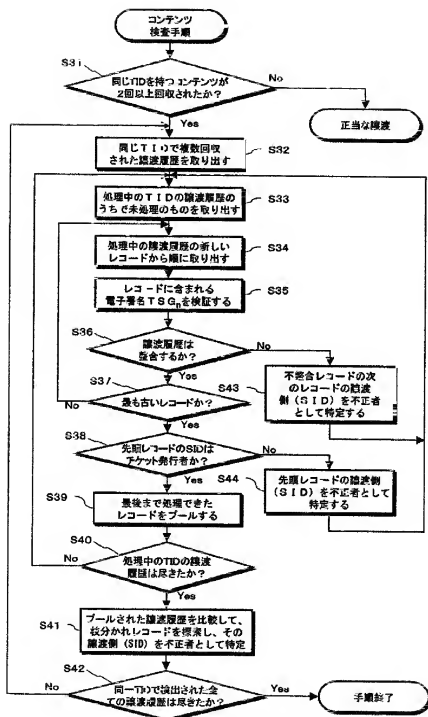 コンテンツ
検査手順
S31
同じTIDを持つコンテンツが
2回以上回収されたか?
No
正当な譲渡
Yes
同じTIDで複数回収
された譲渡履歴を取り出す
S32
処理中のTIDの譲渡履歴の
うちで未処理のものを取り出す
S33
処理中の譲渡履歴の新しい
レコードから順に取り出す
S34
レコードに含まれる
電子署名TSGnを検証する
S35
S36
譲渡履歴は
整合するか?
No
Yes
S37
S43
不整合レコードの次
のレコードの譲渡
側(SID)を不正者
として特定する
最も古いレコードか?
No
Yes
S38
先頭レコードのSIDは
チケット発行者か?
No
Yes
S44
先頭レコードの譲渡側
(SID)を不正者として
特定する
S39
最後まで処理できた
レコードをプールする
S40
処理中のTIDの譲渡
履歴は尽きたか?
No
Yes
S41
プールされた譲渡履歴を比較して、
枝分かれレコードを探索し、その
譲渡側(SID)を不正者として特定
S42
同一TIDで検出された全
ての譲渡履歴は尽きたか?
No
Yes
手順終了